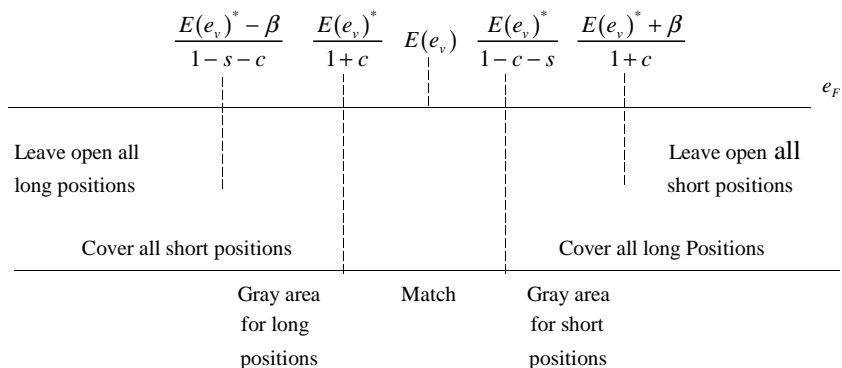 E(e_v)^* − β / 1 − s − c
E(e_v)^* / 1 + c
E(e_v)
E(e_v)^* / 1 − c − s
E(e_v)^* + β / 1 + c
e_F
Leave open all
long positions
Leave open all
short positions
Cover all short positions
Cover all long Positions
Gray area
for long
positions
Match
Gray area
for short
positions